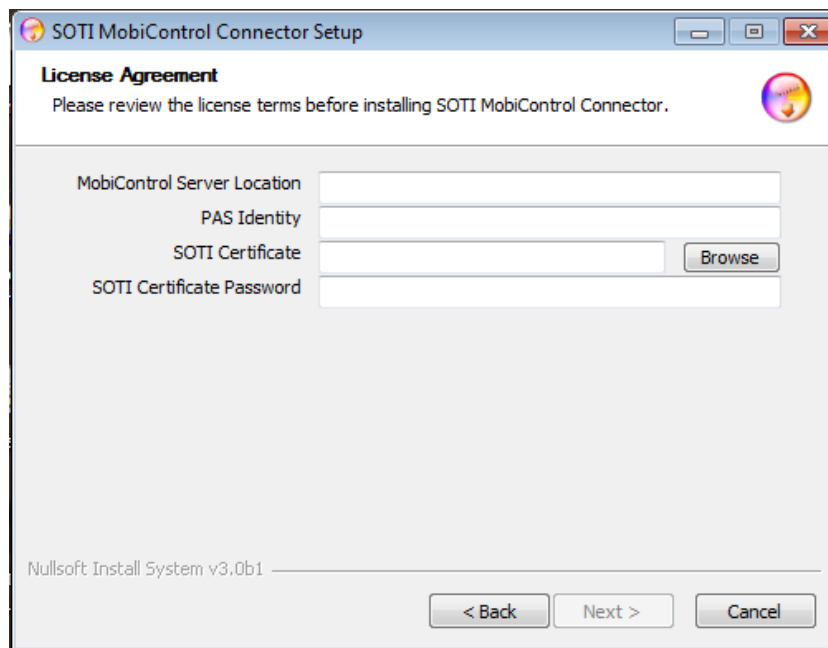 SOTI MobiControl Connector Setup
License Agreement
Please review the license terms before installing SOTI MobiControl Connector.
MobiControl Server Location
PAS Identity
SOTI Certificate
Browse
SOTI Certificate Password
Nullsoft Install System v3.0b1
< Back Next > Cancel